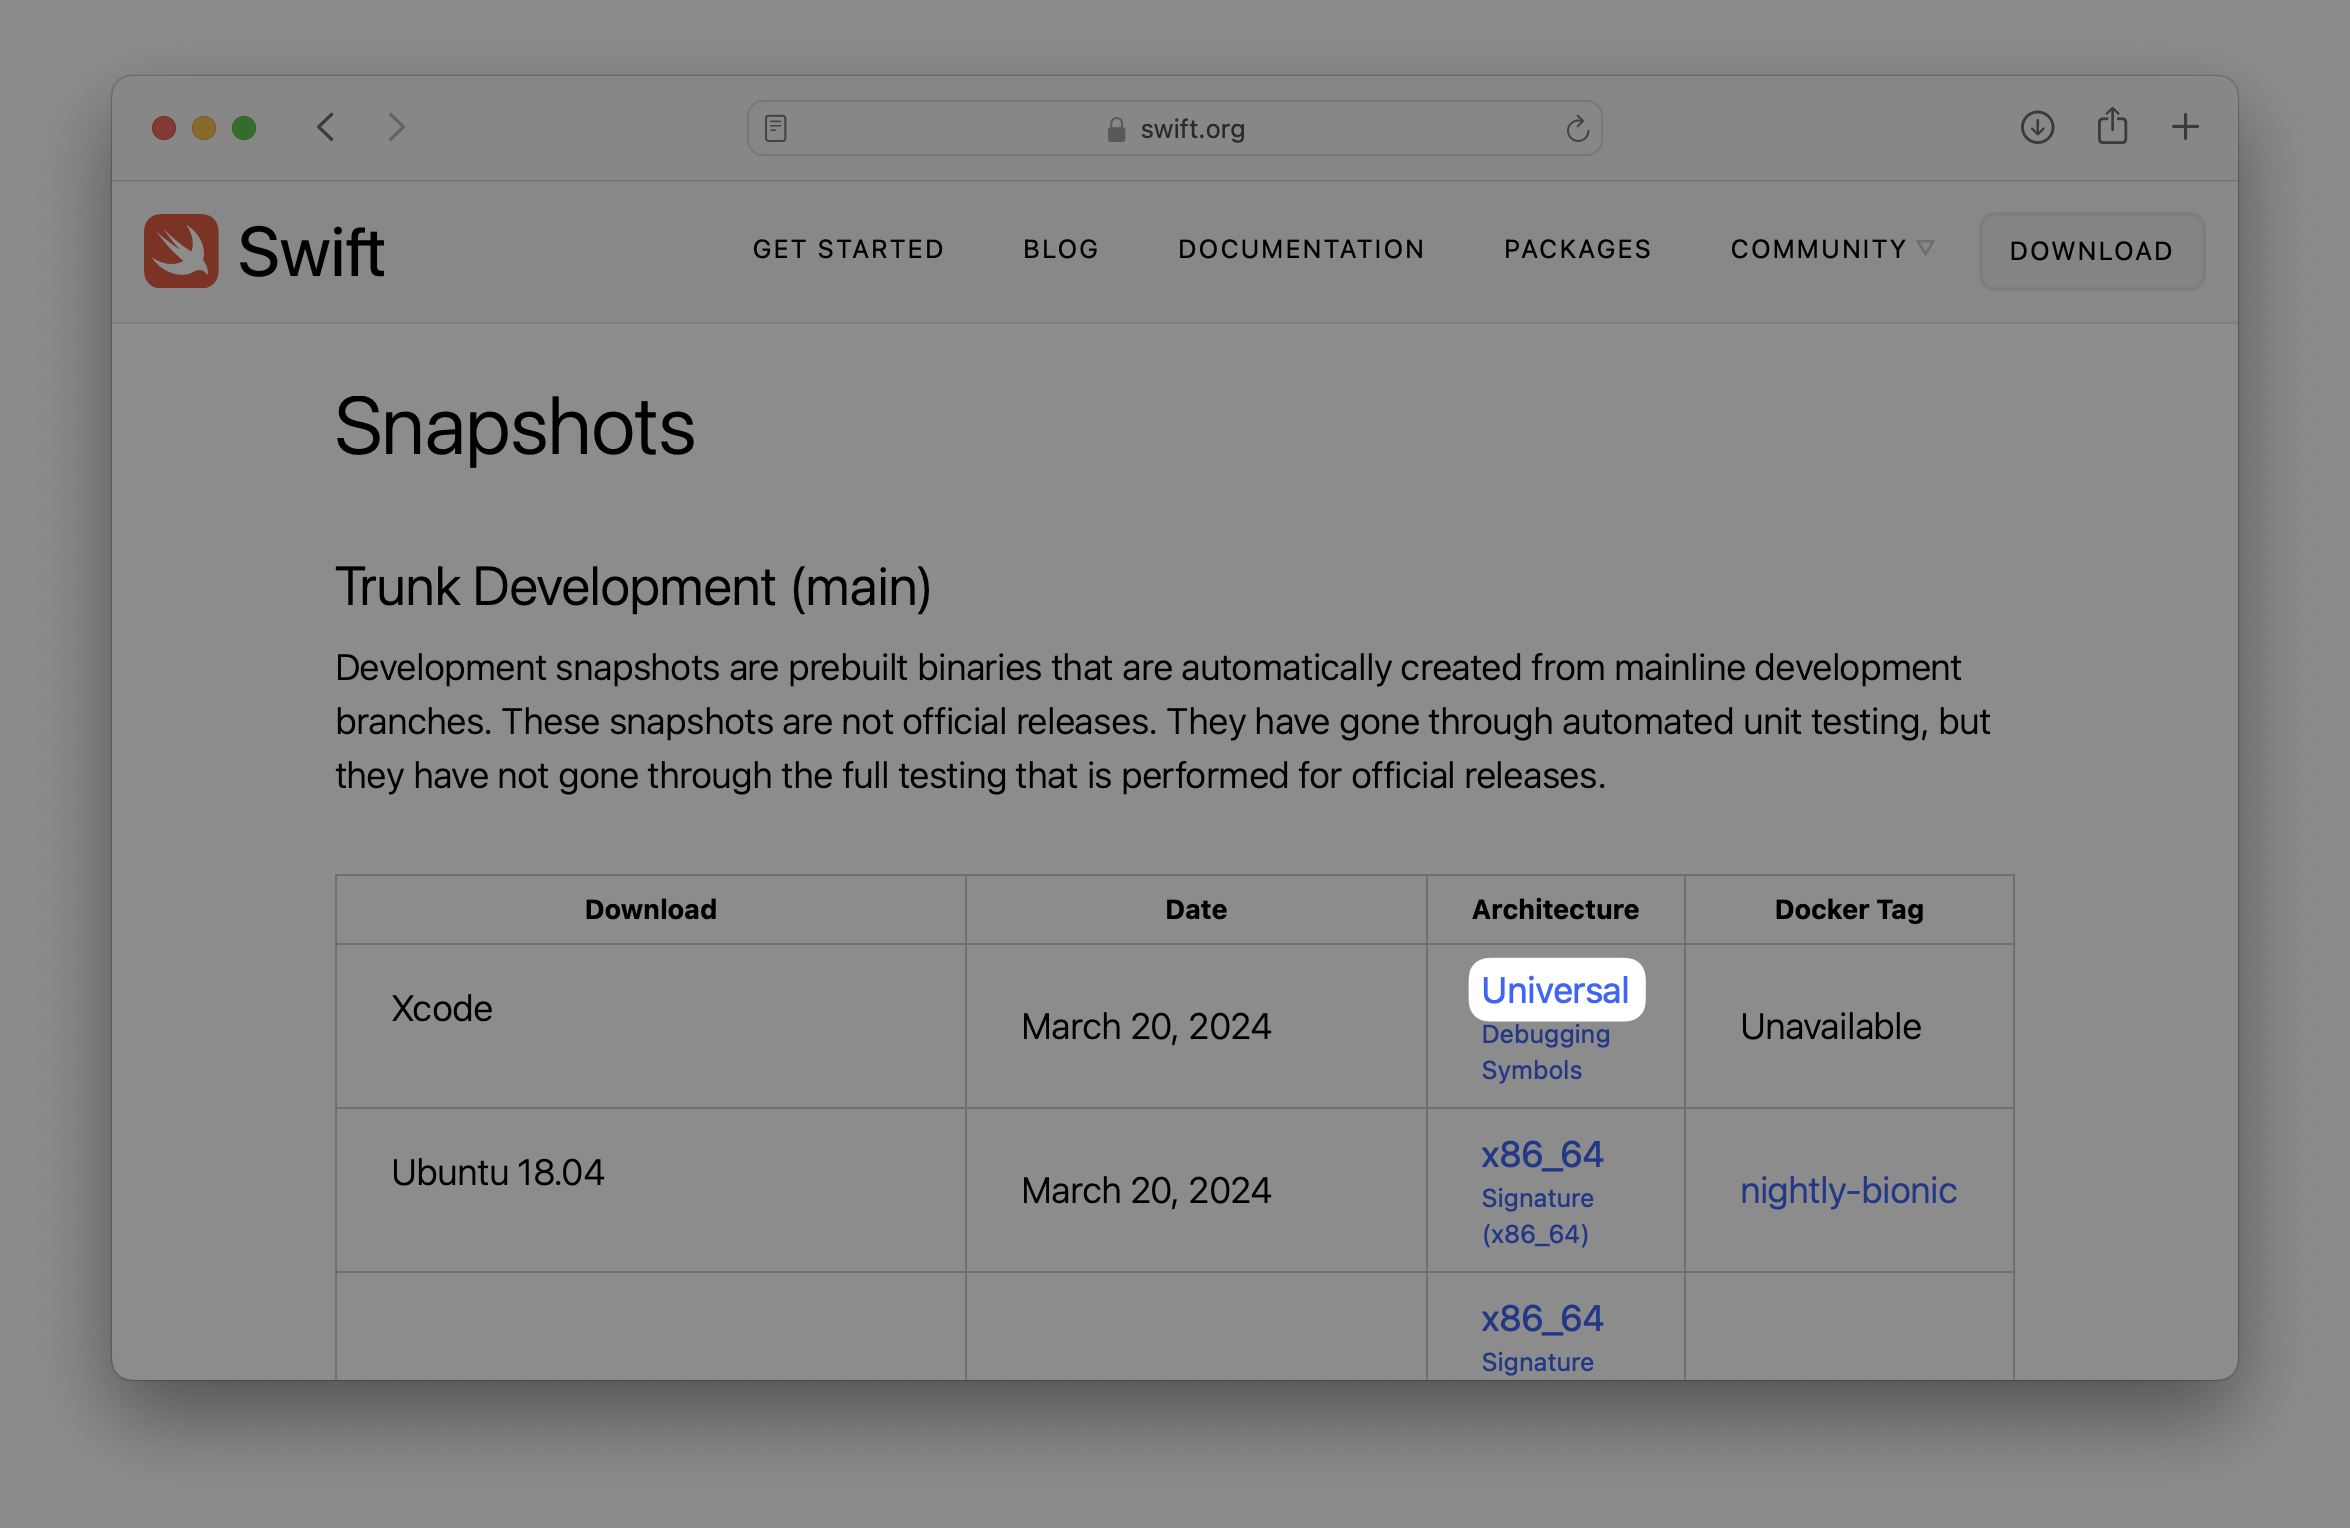 swift.org
Swift
GET STARTED
BLOG
DOCUMENTATION
PACKAGES
COMMUNITY
DOWNLOAD
Snapshots
Trunk Development (main)
Development snapshots are prebuilt binaries that are automatically created from mainline development
branches. These snapshots are not official releases. They have gone through automated unit testing, but
they have not gone through the full testing that is performed for official releases.
Download
Date
Architecture
Docker Tag
Xcode
March 20, 2024
Universal
Debugging
Symbols
Unavailable
Ubuntu 18.04
March 20, 2024
x86_64
Signature
(x86_64)
nightly-bionic
x86_64
Signature